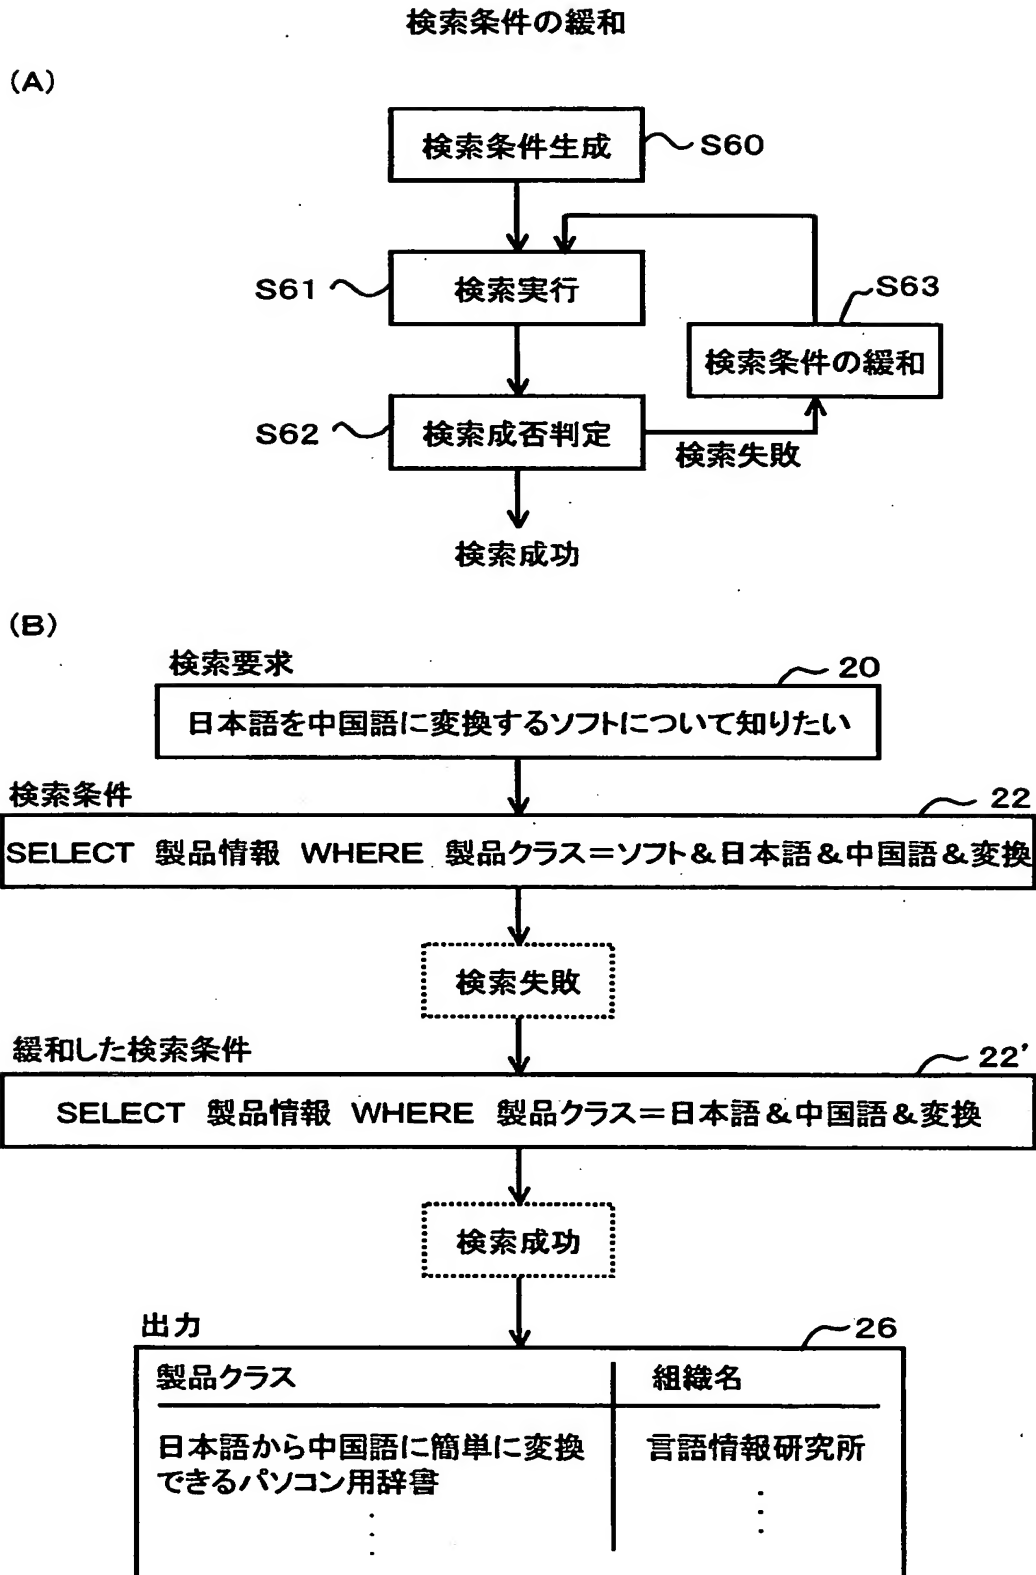 検索条件の緩和
(A)
検索条件生成
S60
S61
検索実行
S63
検索条件の緩和
S62
検索成否判定
検索失敗
検索成功
(B)
検索要求
20
日本語を中国語に変換するソフトについて知りたい
検索条件
22
SELECT 製品情報 WHERE 製品クラス=ソフト&日本語&中国語&変換
検索失敗
緩和した検索条件
22'
SELECT 製品情報 WHERE 製品クラス=日本語&中国語&変換
検索成功
出力
26
製品クラス 組織名
日本語から中国語に簡単に変換 言語情報研究所
できるパソコン用辞書